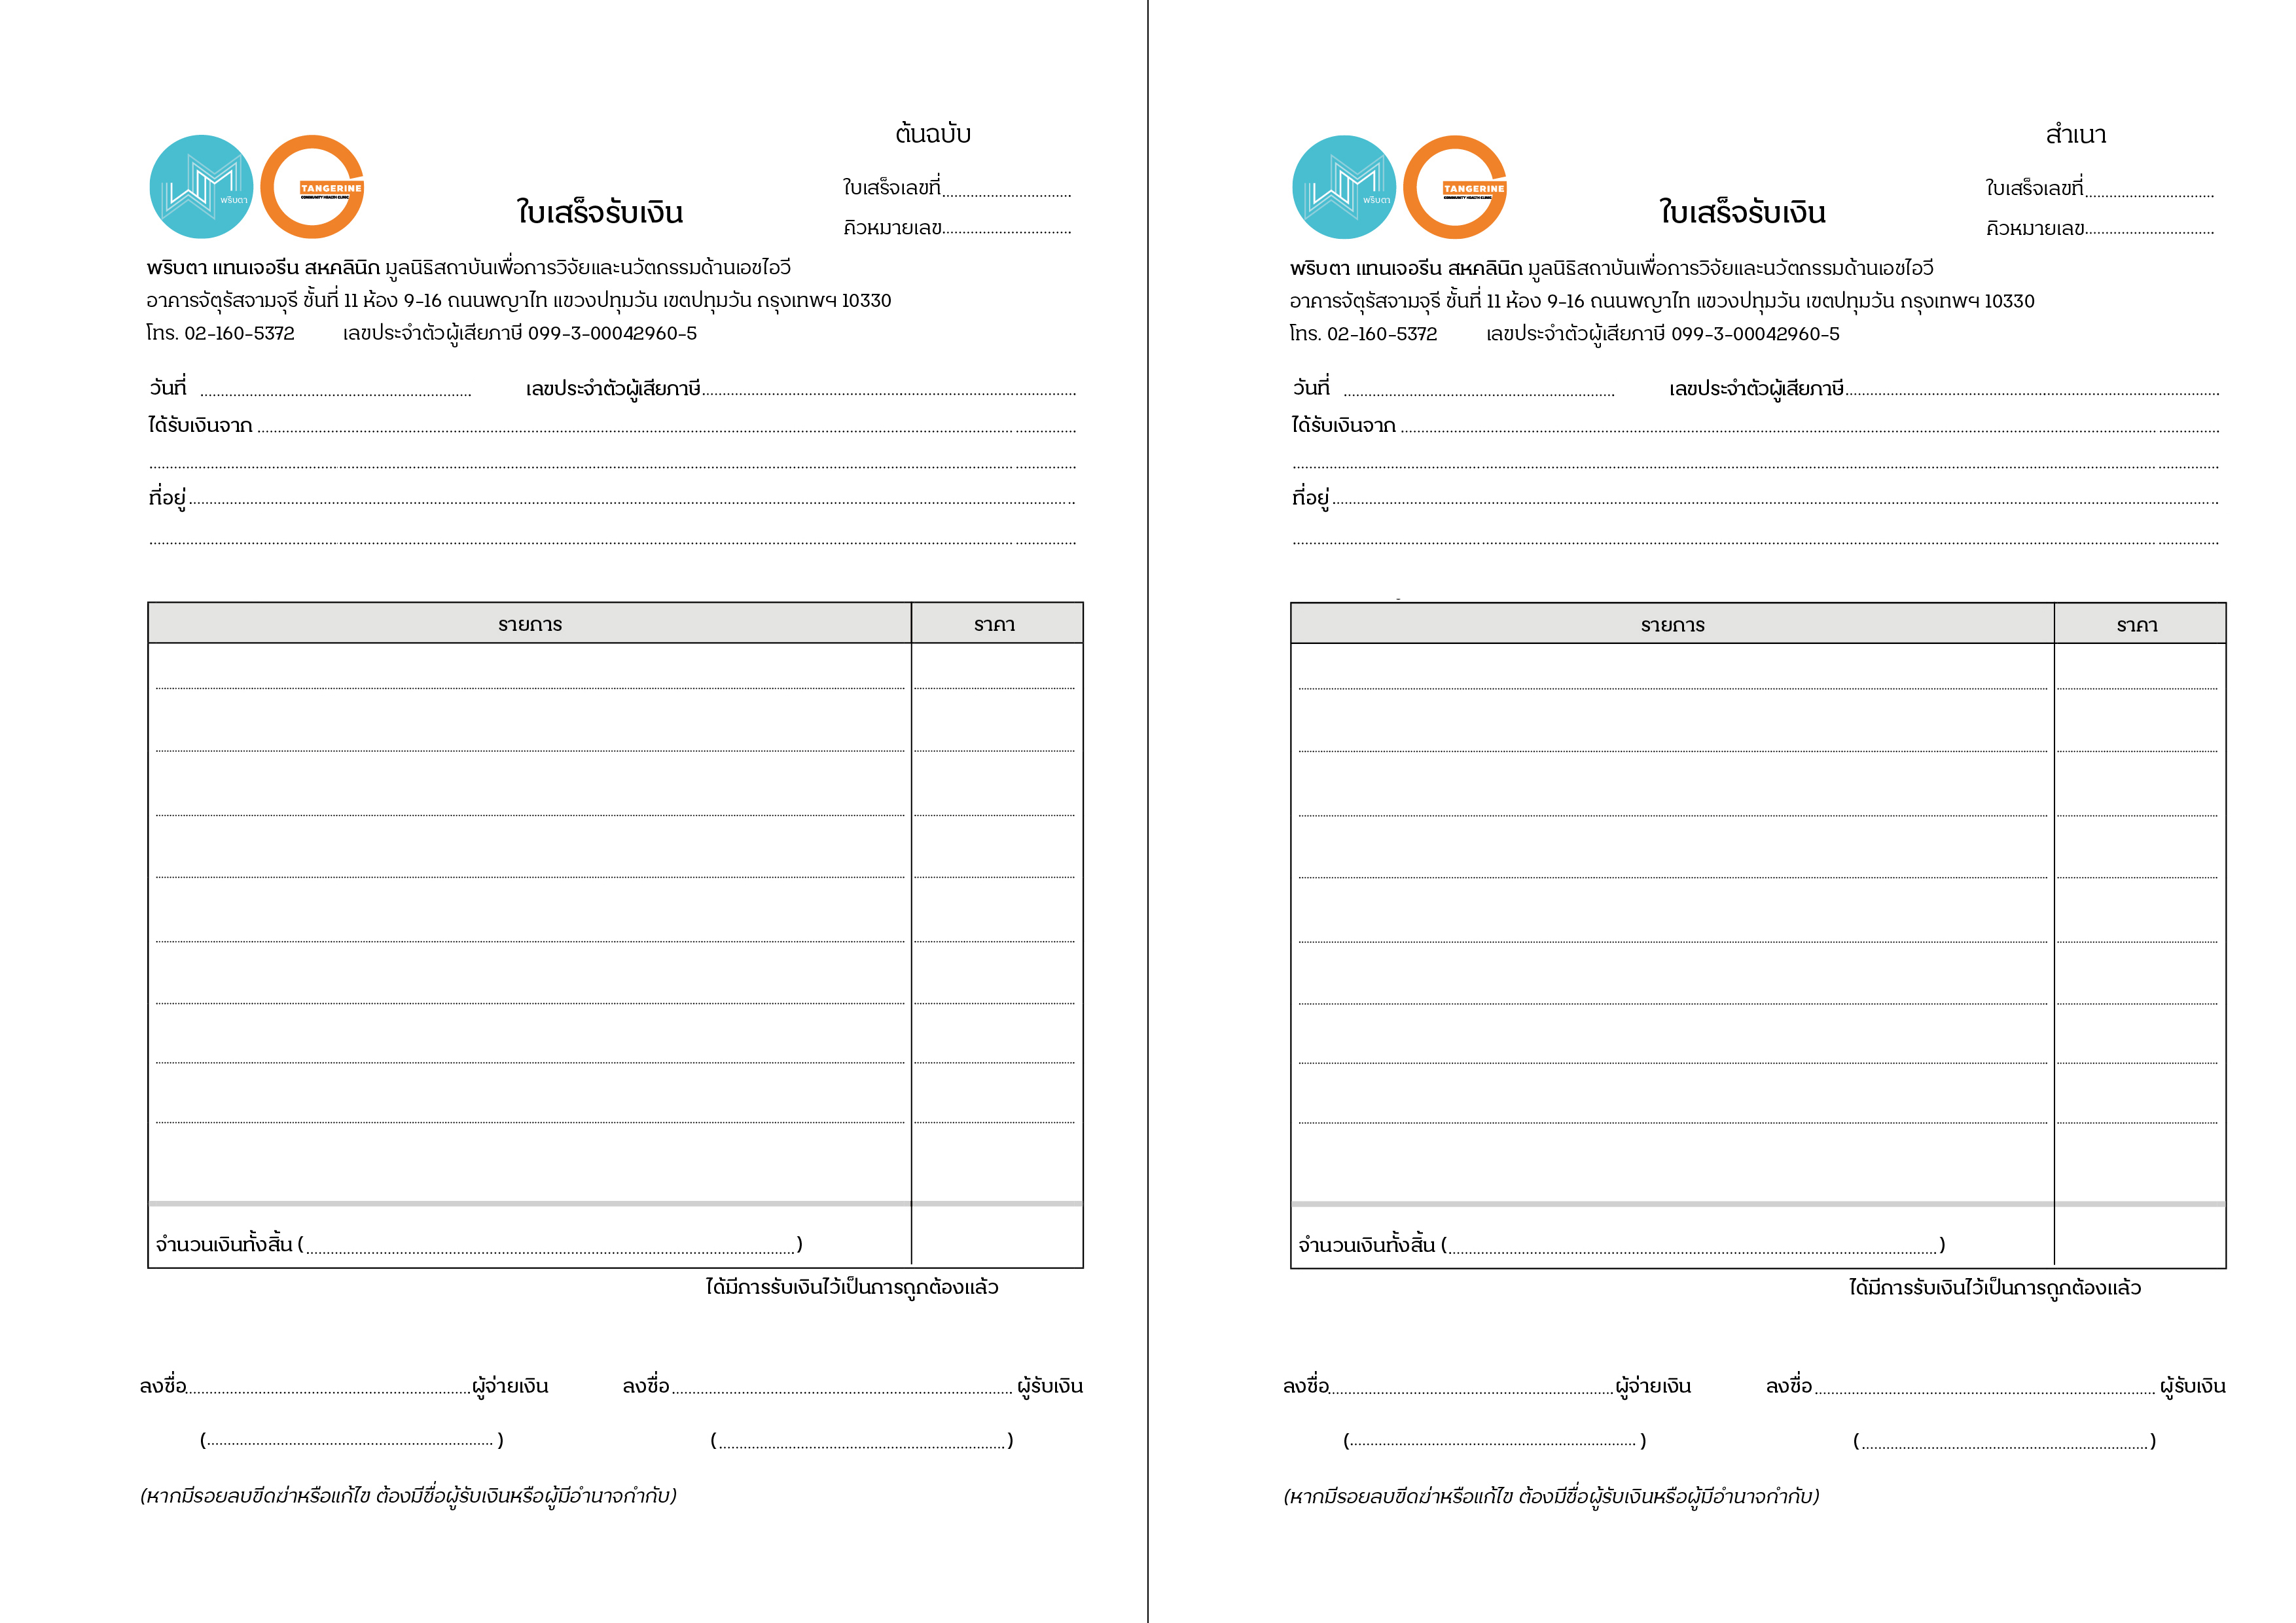 ต้นฉบับ
พริบตา
TANGERINE
COMMUNITY HEALTH CLINIC
ใบเสร็จรับเงิน
ใบเสร็จเลขที่
คิวหมายเลข
พริบตา แทนเจอรีน สหคลินิก มูลนิธิสถาบันเพื่อการวิจัยและนวัตกรรมด้านเอชไอวี
อาคารจัตุรัสจามจุรี ชั้นที่ 11 ห้อง 9-16 ถนนพญาไท แขวงปทุมวัน เขตปทุมวัน กรุงเทพฯ 10330
โทร. 02-160-5372 เลขประจำตัวผู้เสียภาษี 099-3-00042960-5
วันที่ เลขประจำตัวผู้เสียภาษี
ได้รับเงินจาก
ที่อยู่
รายการ ราคา
จำนวนเงินทั้งสิ้น ( )
ได้มีการรับเงินไว้เป็นการถูกต้องแล้ว
ลงชื่อ ผู้จ่ายเงิน ลงชื่อ ผู้รับเงิน
( ) ( )
(หากมีรอยลบขีดฆ่าหรือแก้ไข ต้องมีชื่อผู้รับเงินหรือผู้มีอำนาจกำกับ)
สำเนา
พริบตา
TANGERINE
COMMUNITY HEALTH CLINIC
ใบเสร็จรับเงิน
ใบเสร็จเลขที่
คิวหมายเลข
พริบตา แทนเจอรีน สหคลินิก มูลนิธิสถาบันเพื่อการวิจัยและนวัตกรรมด้านเอชไอวี
อาคารจัตุรัสจามจุรี ชั้นที่ 11 ห้อง 9-16 ถนนพญาไท แขวงปทุมวัน เขตปทุมวัน กรุงเทพฯ 10330
โทร. 02-160-5372 เลขประจำตัวผู้เสียภาษี 099-3-00042960-5
วันที่ เลขประจำตัวผู้เสียภาษี
ได้รับเงินจาก
ที่อยู่
รายการ ราคา
จำนวนเงินทั้งสิ้น ( )
ได้มีการรับเงินไว้เป็นการถูกต้องแล้ว
ลงชื่อ ผู้จ่ายเงิน ลงชื่อ ผู้รับเงิน
( ) ( )
(หากมีรอยลบขีดฆ่าหรือแก้ไข ต้องมีชื่อผู้รับเงินหรือผู้มีอำนาจกำกับ)